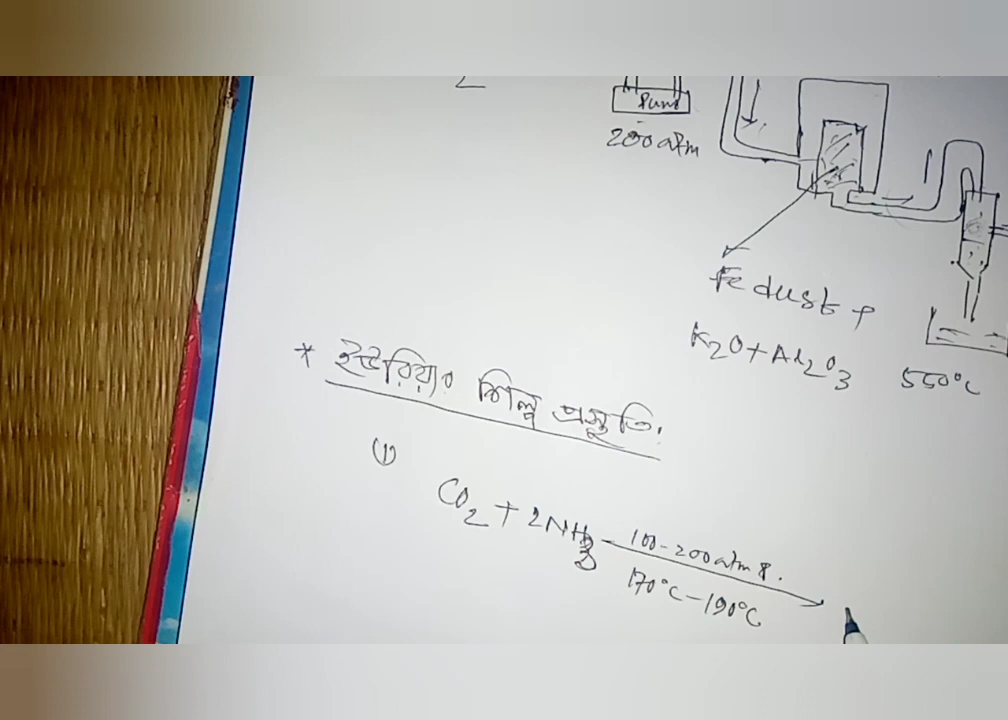 Pump
200 atm
Fe dust +
K2O + Al2O3
550°C
* ইউরিয়ার শিল্প প্রস্তুতি.
(1)
CO2 + 2NH3
100-200 atm
170°C-190°C